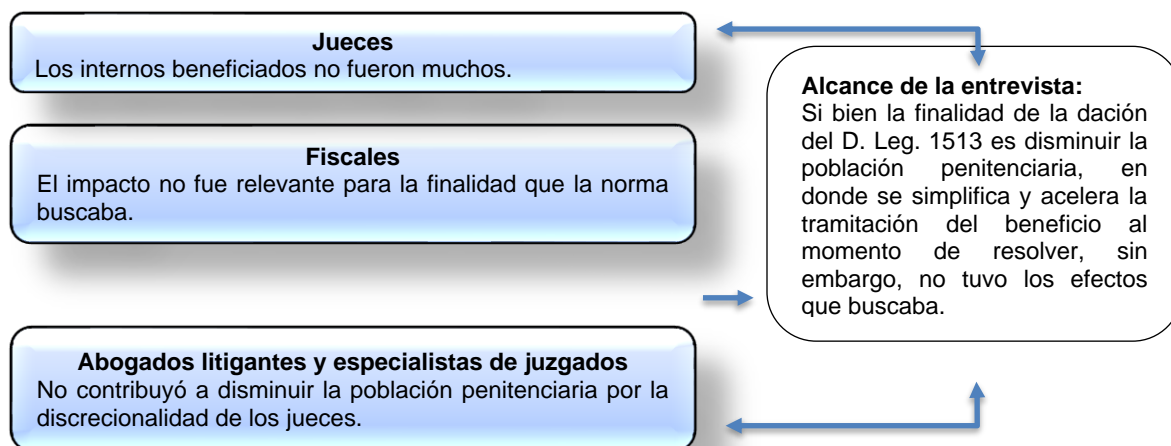 Jueces
Los internos beneficiados no fueron muchos.
Fiscales
El impacto no fue relevante para la finalidad que la norma
buscaba.
Abogados litigantes y especialistas de juzgados
No contribuyó a disminuir la población penitenciaria por la
discrecionalidad de los jueces.
Alcance de la entrevista:
Si bien la finalidad de la dación
del D. Leg. 1513 es disminuir la
población penitenciaria, en
donde se simplifica y acelera la
tramitación del beneficio al
momento de resolver, sin
embargo, no tuvo los efectos
que buscaba.